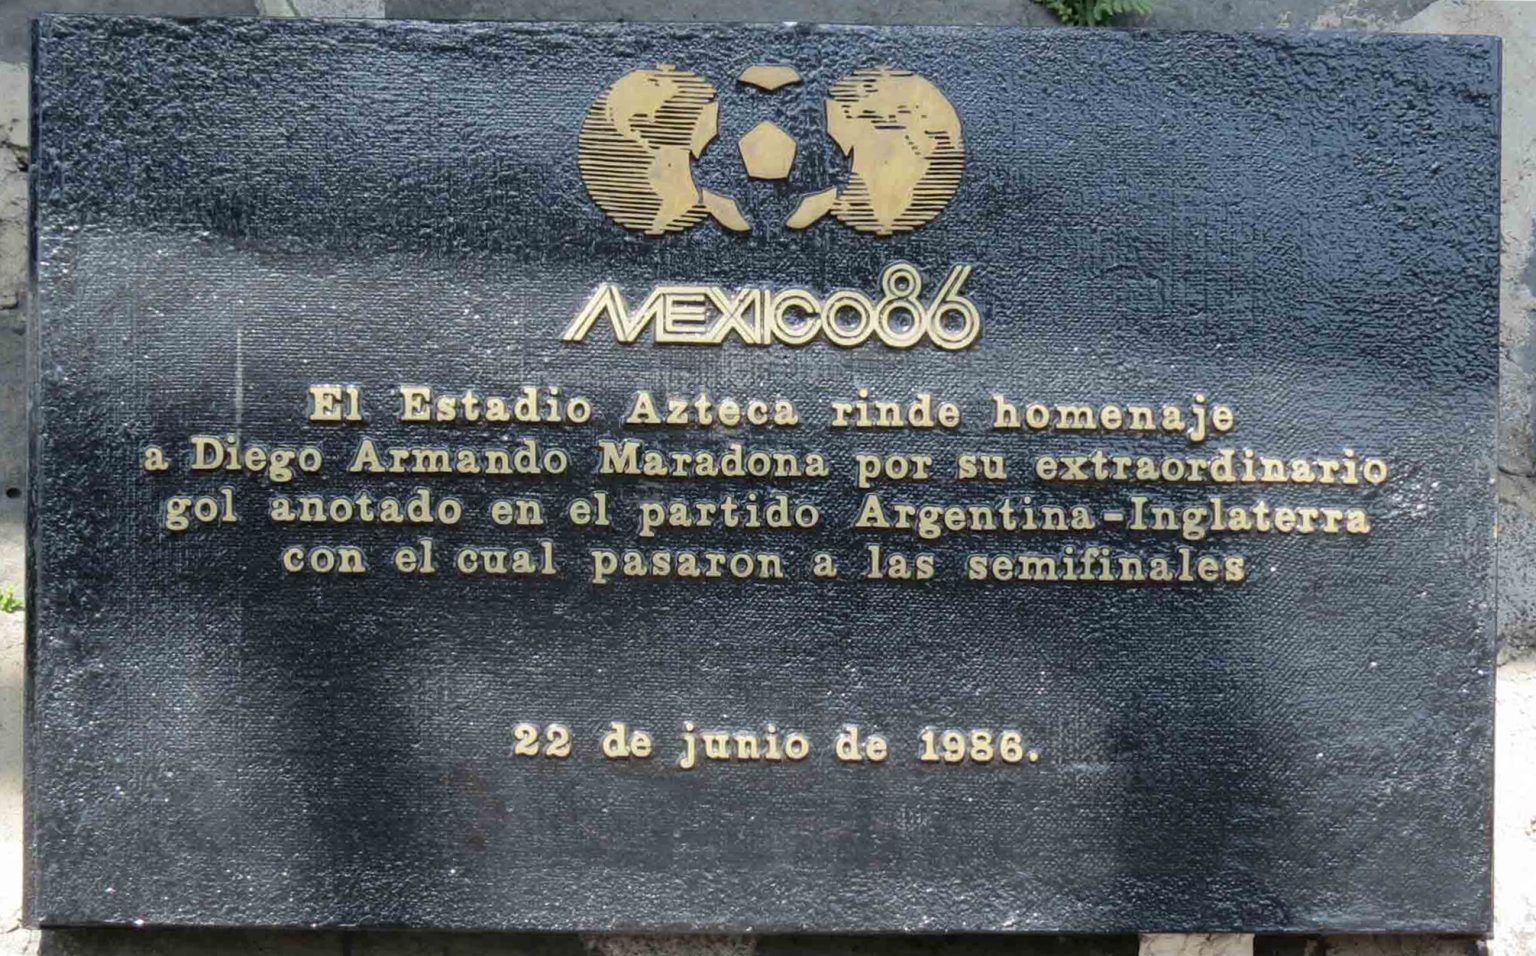 MEXICO86
El Estadio Azteca rinde homenaje
a Diego Armando Maradona por su extraordinario
gol anotado en el partido Argentina-Inglaterra
con el cual pasaron a las semifinales
22 de junio de 1986.